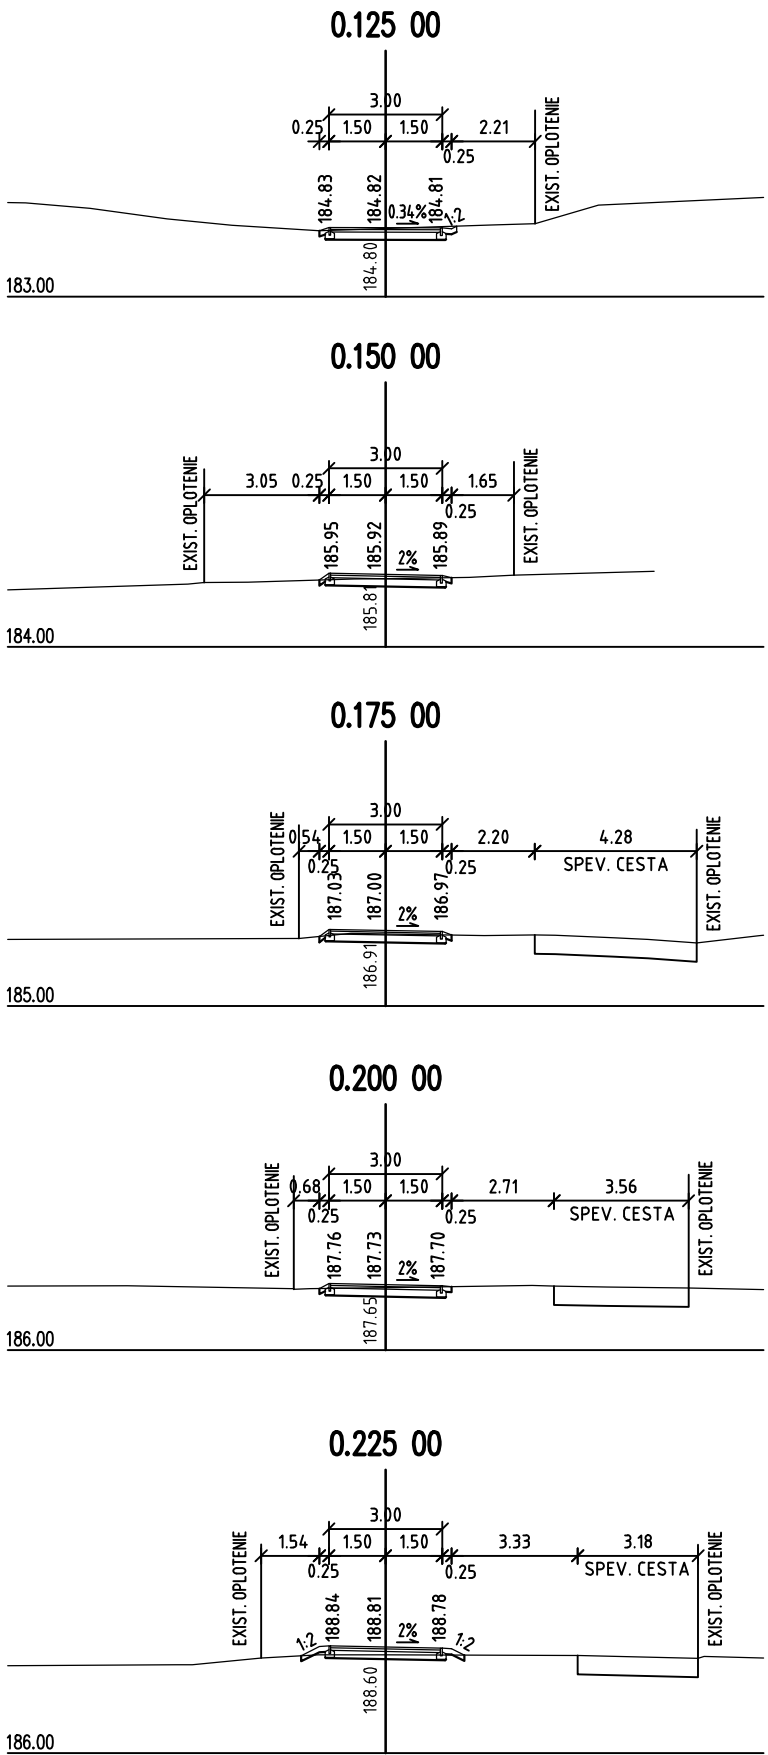 0.125 00
3.00
0.25 1.50 1.50 2.21
0.25
EXIST. OPLOTENIE
184.83 184.82 184.81
0.34% 1:2
184.80
183.00
0.150 00
3.00
3.05 0.25 1.50 1.50 1.65
0.25
EXIST. OPLOTENIE EXIST. OPLOTENIE
185.95 185.92 185.89
2%
185.81
184.00
0.175 00
3.00
0.54 1.50 1.50 2.20 4.28
0.25 0.25 SPEV. CESTA
EXIST. OPLOTENIE EXIST. OPLOTENIE
187.03 187.00 186.97
2%
186.91
185.00
0.200 00
3.00
0.68 1.50 1.50 2.71 3.56
0.25 0.25 SPEV. CESTA
EXIST. OPLOTENIE EXIST. OPLOTENIE
187.76 187.73 187.70
2%
187.65
186.00
0.225 00
3.00
1.54 1.50 1.50 3.33 3.18
0.25 0.25 SPEV. CESTA
EXIST. OPLOTENIE EXIST. OPLOTENIE
188.84 188.81 188.78
1:2 2% 1:2
188.60
186.00